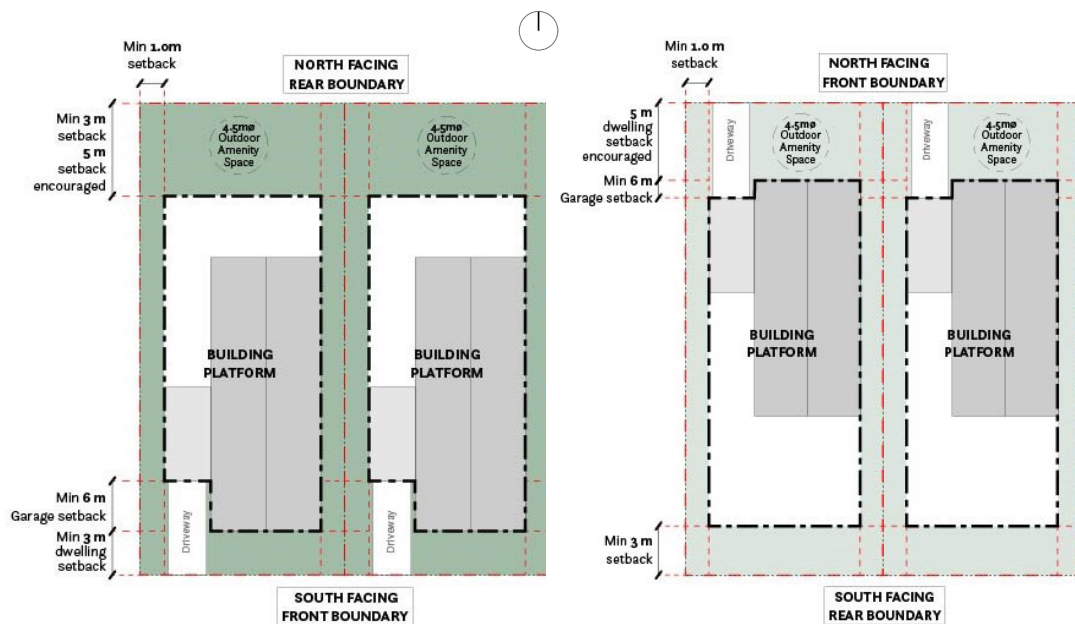 Min 1.0m
setback
NORTH FACING
REAR BOUNDARY
Min 3 m
setback
5 m
setback
encouraged
4.5mø
Outdoor
Amenity
Space
4.5mø
Outdoor
Amenity
Space
BUILDING
PLATFORM
BUILDING
PLATFORM
Min 6 m
Garage setback
Min 3 m
dwelling
setback
Driveway
Driveway
SOUTH FACING
FRONT BOUNDARY
Min 1.0 m
setback
NORTH FACING
FRONT BOUNDARY
5 m
dwelling
setback
encouraged
Min 6 m
Garage setback
Driveway
4.5mø
Outdoor
Amenity
Space
Driveway
4.5mø
Outdoor
Amenity
Space
BUILDING
PLATFORM
BUILDING
PLATFORM
Min 3 m
setback
SOUTH FACING
REAR BOUNDARY